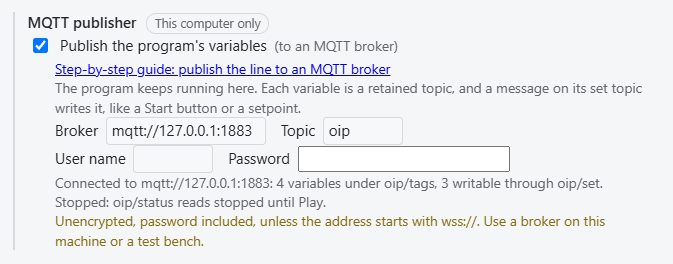 MQTT publisher This computer only
Publish the program's variables (to an MQTT broker)
Step-by-step guide: publish the line to an MQTT broker
The program keeps running here. Each variable is a retained topic, and a message on its set topic
writes it, like a Start button or a setpoint.
Broker mqtt://127.0.0.1:1883 Topic oip
User name Password
Connected to mqtt://127.0.0.1:1883: 4 variables under oip/tags, 3 writable through oip/set.
Stopped: oip/status reads stopped until Play.
Unencrypted, password included, unless the address starts with wss://. Use a broker on this
machine or a test bench.